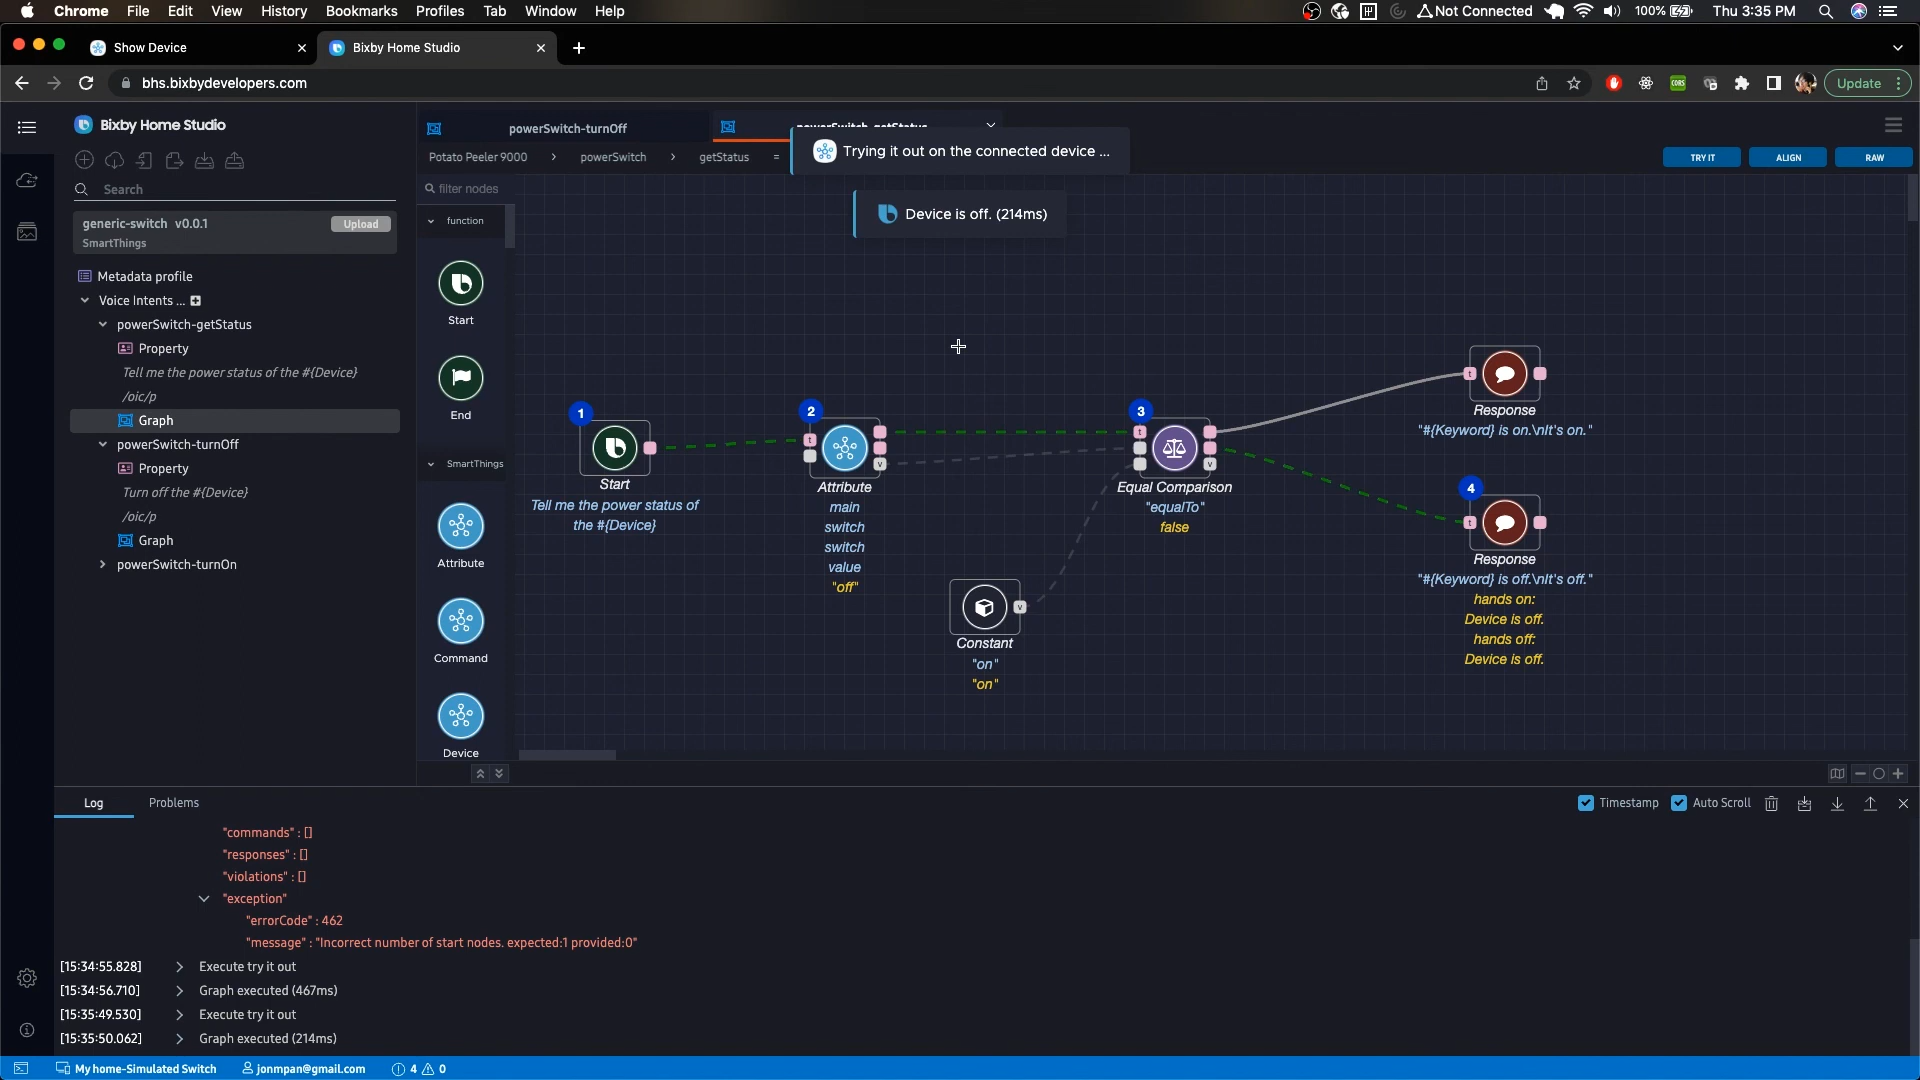 Chrome File Edit View History Bookmarks Profiles Tab Window Help
Not Connected 100% Thu 3:35 PM
Show Device
Bixby Home Studio
bhs.bixbydevelopers.com
CORS
Update
Bixby Home Studio
Search
generic-switch v0.0.1 Upload
SmartThings
Metadata profile
Voice Intents ...
powerSwitch-getStatus
Property
Tell me the power status of the #{Device}
/oic/p
Graph
powerSwitch-turnOff
Property
Turn off the #{Device}
/oic/p
Graph
powerSwitch-turnOn
powerSwitch-turnOff powerSwitch-getStatus
Potato Peeler 9000 > powerSwitch > getStatus =
Trying it out on the connected device ...
Device is off. (214ms)
TRY IT ALIGN RAW
filter nodes
function
Start
End
SmartThings
Attribute
Command
Device
1
Start
Tell me the power status of
the #{Device}
2
t
v
Attribute
main
switch
switch
value
"off"
3
t
v
Equal Comparison
"equalTo"
false
v
Constant
"on"
"on"
t
Response
"#{Keyword} is on.\nIt's on."
4
t
Response
"#{Keyword} is off.\nIt's off."
hands on:
Device is off.
hands off:
Device is off.
Log Problems
Timestamp Auto Scroll
"commands" : []
"responses" : []
"violations" : []
"exception"
"errorCode" : 462
"message" : "Incorrect number of start nodes. expected:1 provided:0"
[15:34:55.828] > Execute try it out
[15:34:56.710] > Graph executed (467ms)
[15:35:49.530] > Execute try it out
[15:35:50.062] > Graph executed (214ms)
My home-Simulated Switch jonmpan@gmail.com 4 0